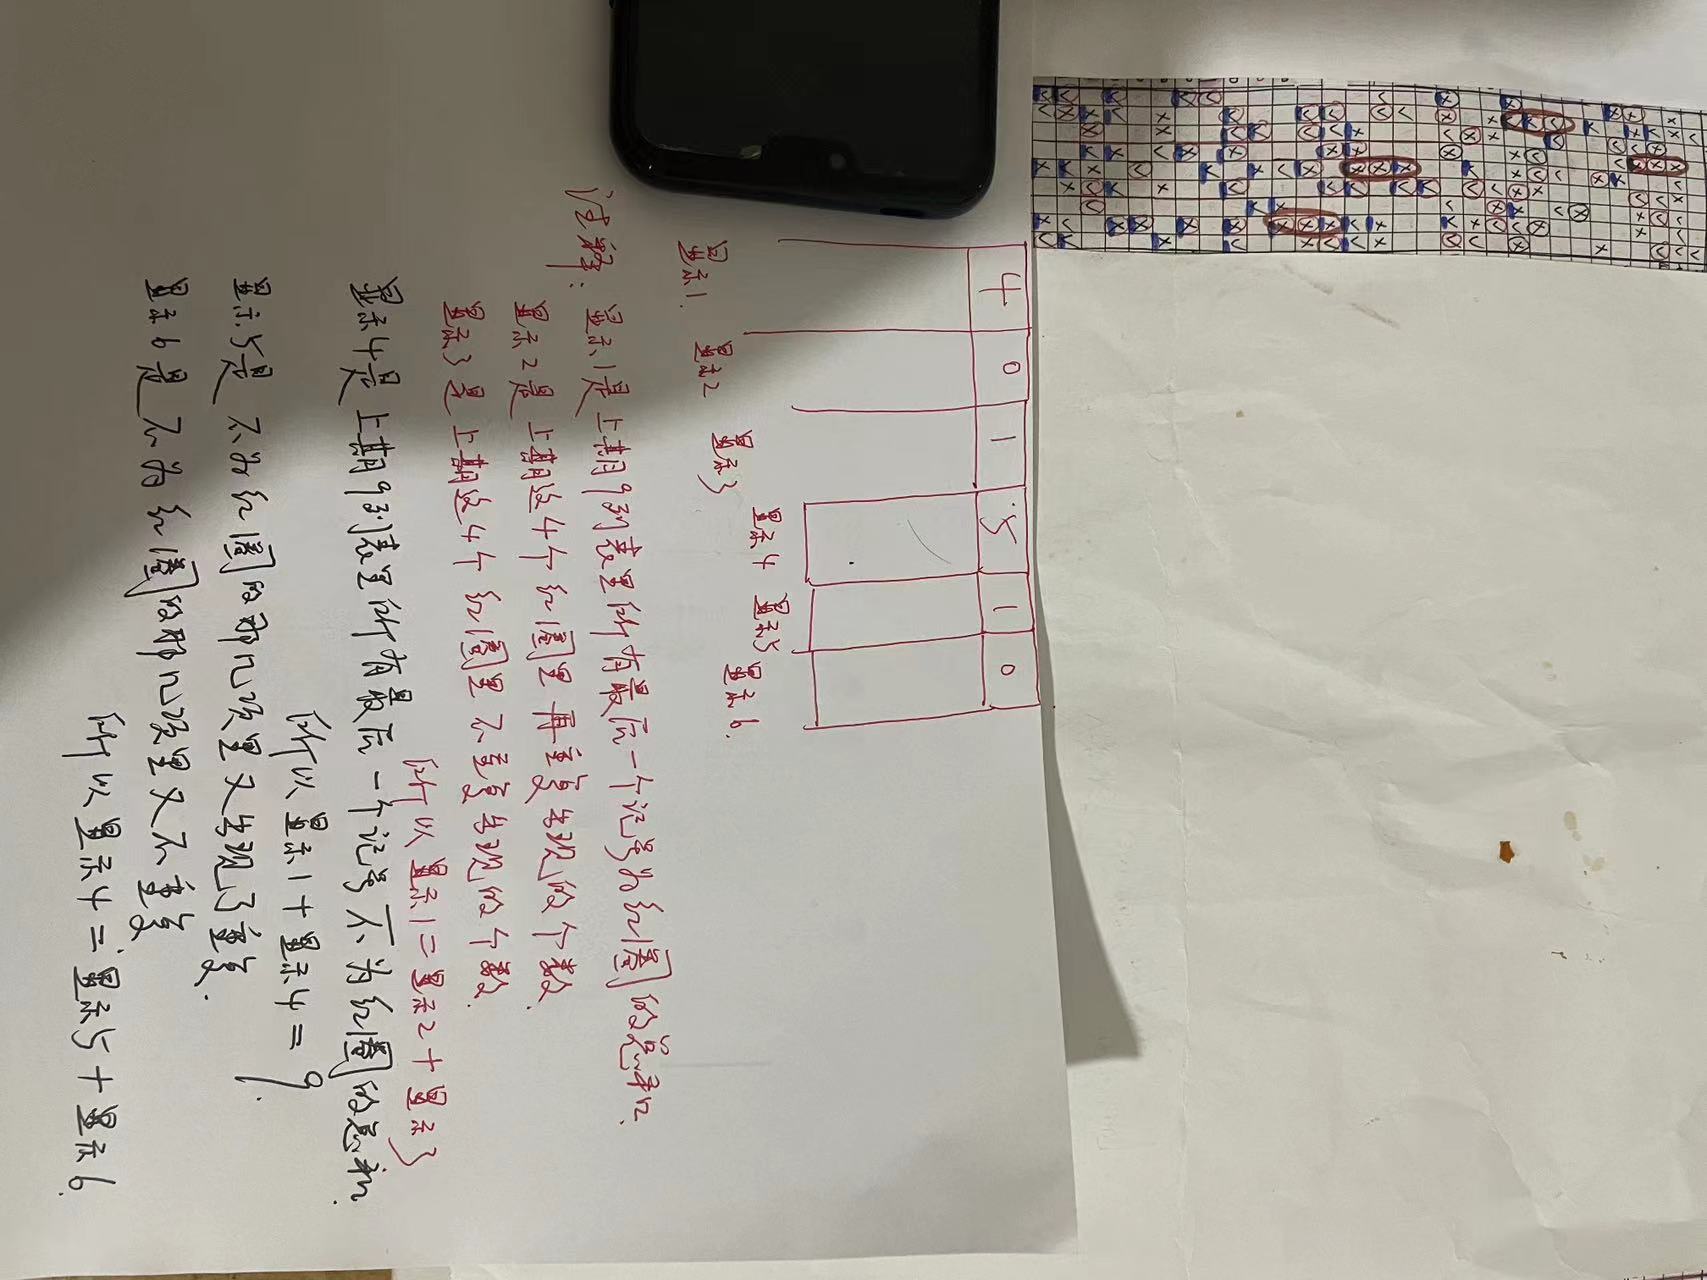 4 0 1 5 1 0
显示4 显示5
显示1. 显示2 显示3 显示6.
注释: 显示1是上期9列表里所有最后一个记号为红圈的总和.
显示2是上期这4个红圈里再重复出现的个数.
显示3是上期这4个红圈里不重复出现的个数.
所以显示1=显示2+显示3
显示4是上期9列表里所有最后一个记号不为红圈的总和.
所以显示1+显示4=9.
显示5是不为红圈的那几项里又出现了重复.
显示6是不为红圈的那几项里又不重复.
所以显示4=显示5+显示6.